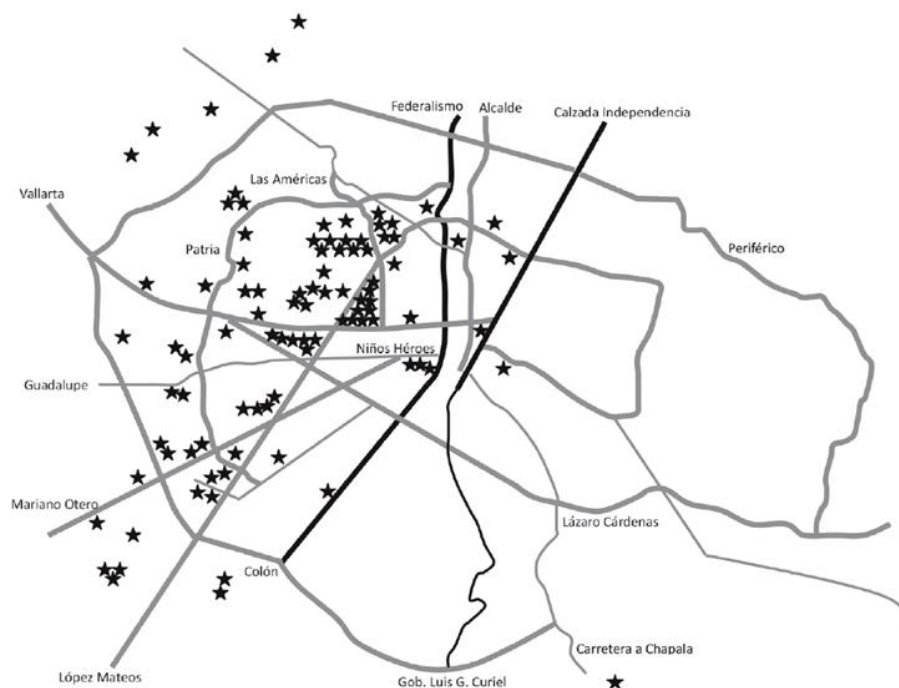 Federalismo
Alcalde
Calzada Independencia
Las Américas
Vallarta
Patria
Periférico
Niños Héroes
Guadalupe
Mariano Otero
Lázaro Cárdenas
Colón
Carretera a Chapala
López Mateos
Gob. Luis G. Curiel